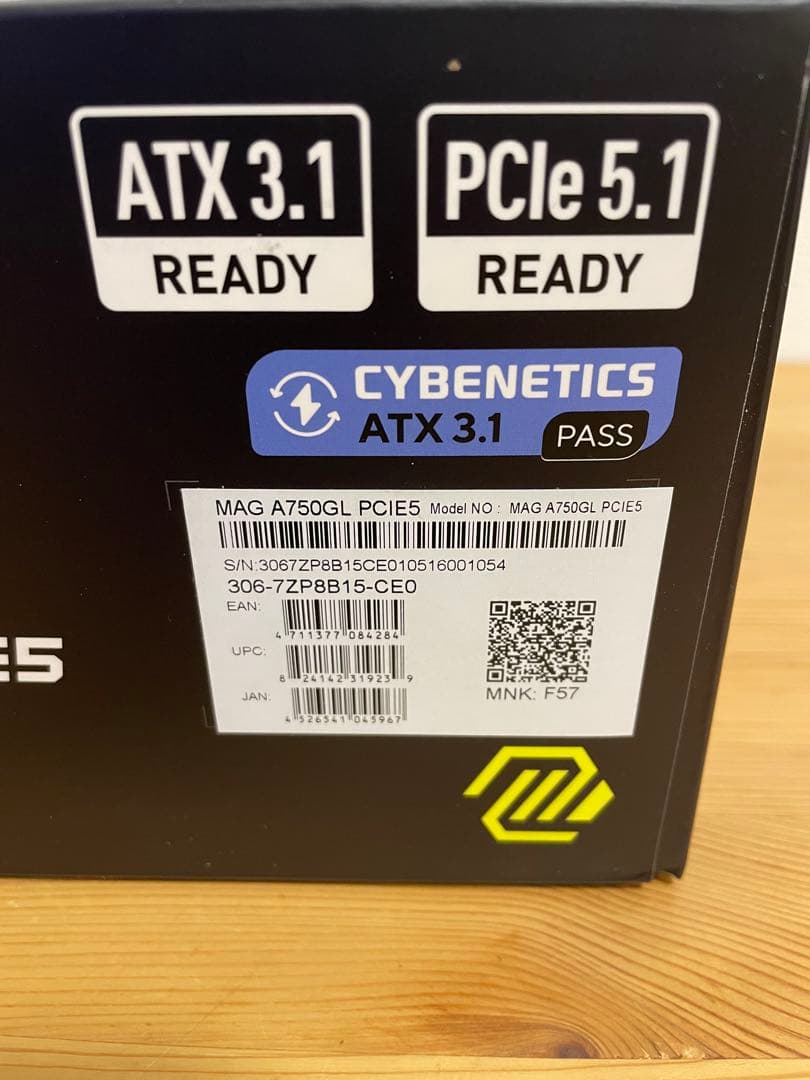 ATX 3.1
READY
PCIe 5.1
READY
CYBENETICS
ATX 3.1 PASS
MAG A750GL PCIE5 Model NO : MAG A750GL PCIE5
S/N:3067ZP8B15CE010516001054
306-7ZP8B15-CE0
EAN:
4 711377 084284
UPC:
8 24142 31923 9
JAN:
4 526541 045967
MNK: F57
E5